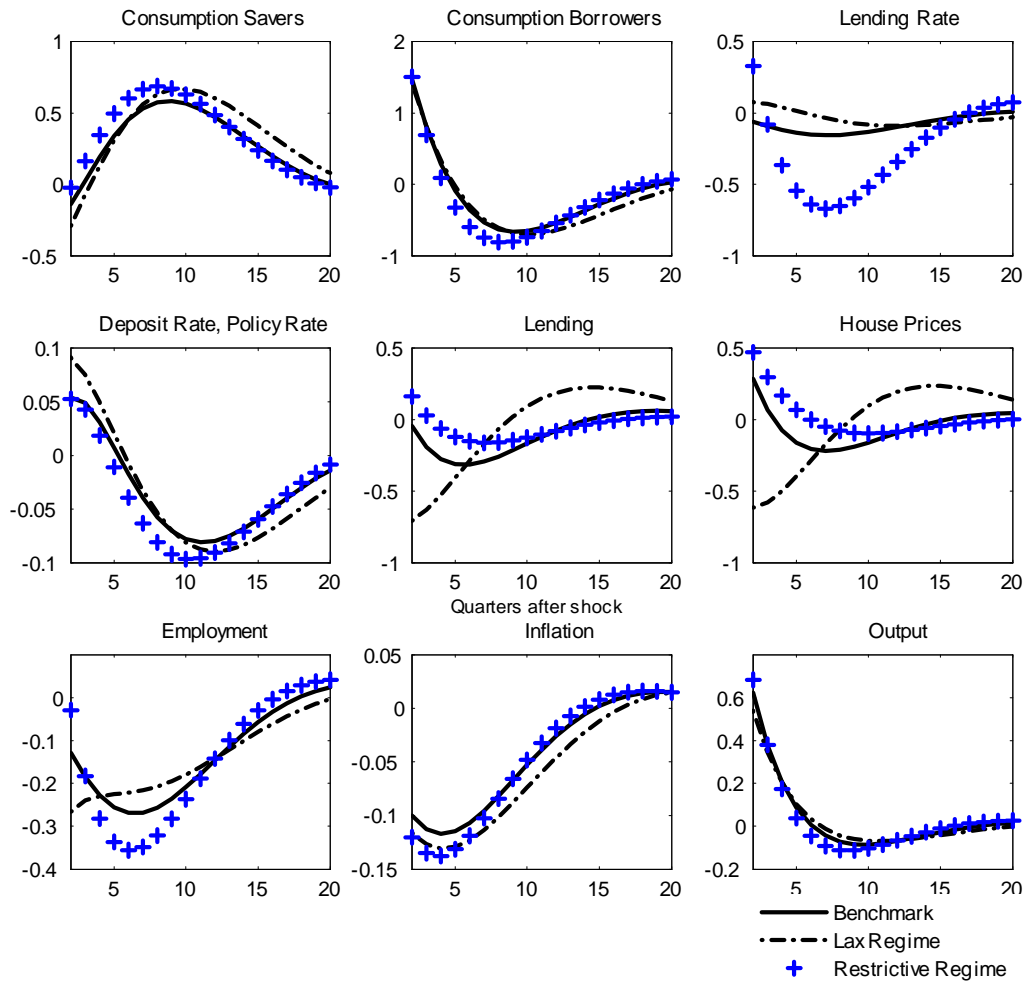 Consumption Savers
1
0.5
0
-0.5
5 10 15 20
Consumption Borrowers
2
1
0
-1
5 10 15 20
Lending Rate
0.5
0
-0.5
-1
5 10 15 20
Deposit Rate, Policy Rate
0.1
0.05
0
-0.05
-0.1
5 10 15 20
Lending
0.5
0
-0.5
-1
5 10 15 20
Quarters after shock
House Prices
0.5
0
-0.5
-1
5 10 15 20
Employment
0
-0.1
-0.2
-0.3
-0.4
5 10 15 20
Inflation
0.05
0
-0.05
-0.1
-0.15
5 10 15 20
Output
0.6
0.4
0.2
0
-0.2
5 10 15 20
Benchmark
Lax Regime
Restrictive Regime